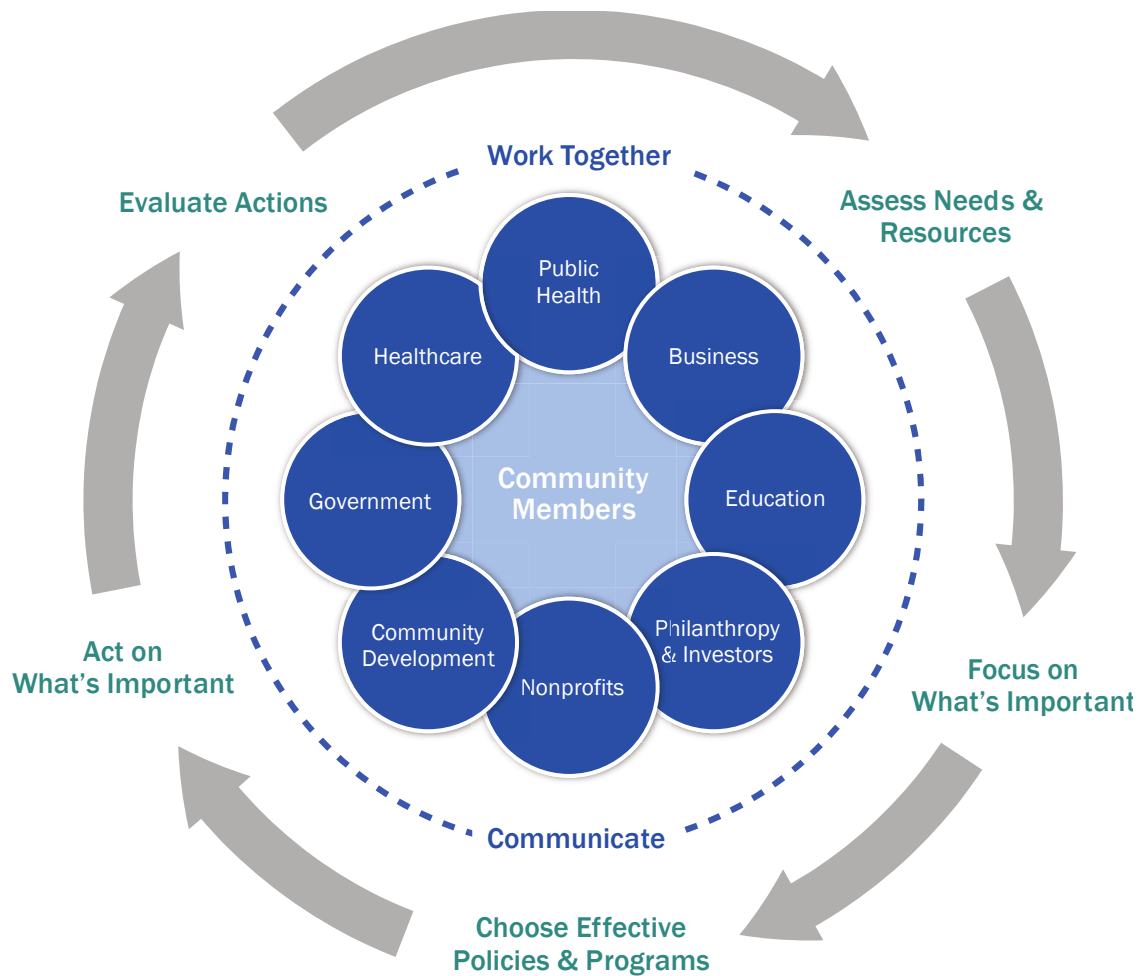 Work Together
Evaluate Actions
Assess Needs &
Resources
Public
Health
Healthcare
Business
Community
Members
Government
Education
Community
Development
Philanthropy
& Investors
Nonprofits
Act on
What’s Important
Focus on
What’s Important
Communicate
Choose Effective
Policies & Programs